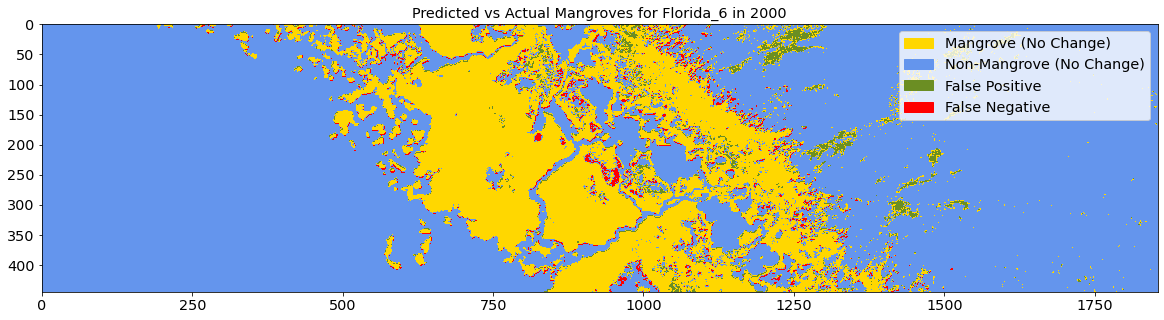 Predicted vs Actual Mangroves for Florida_6 in 2000
0
50
100
150
200
250
300
350
400
Mangrove (No Change)
Non-Mangrove (No Change)
False Positive
False Negative
0 250 500 750 1000 1250 1500 1750